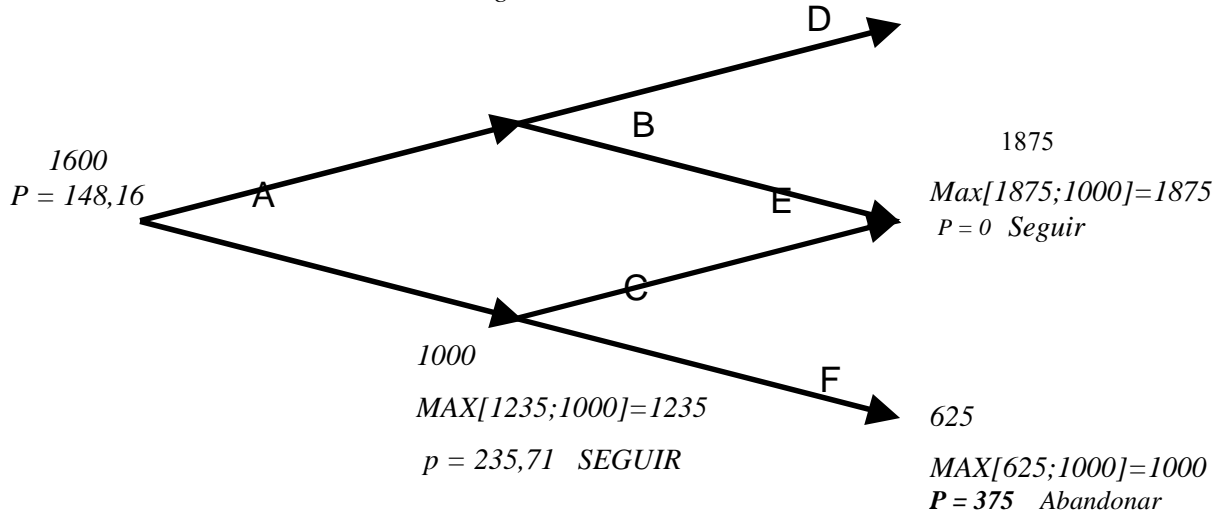 D
B
1875
1600
P = 148,16
A
Max[1875;1000]=1875
E
P = 0 Seguir
C
1000
MAX[1235;1000]=1235
F
625
p = 235,71 SEGUIR
MAX[625;1000]=1000
P = 375 Abandonar